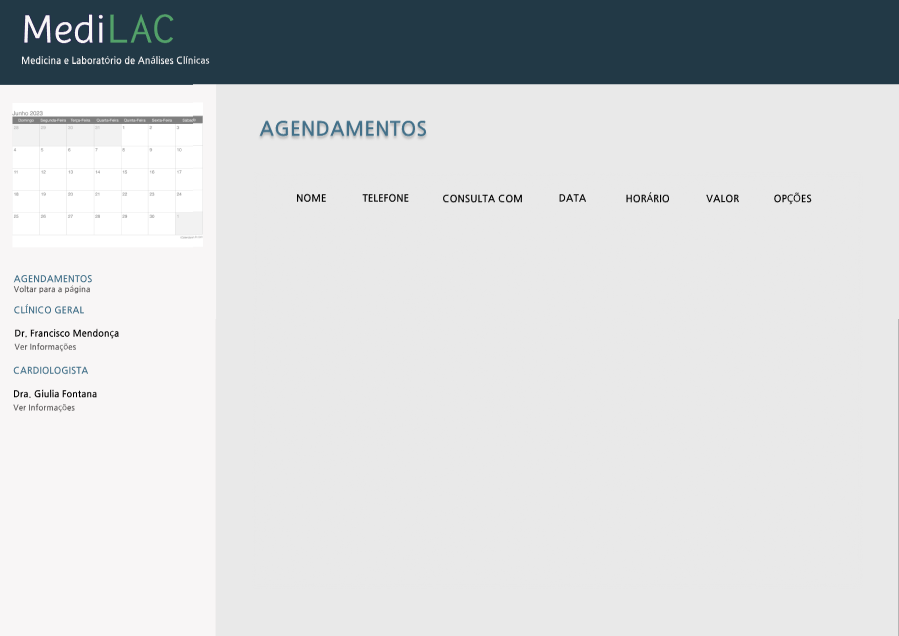 MediLAC
Medicina e Laboratório de Análises Clínicas
Junho 2023
Domingo Segunda-Feira Terça-Feira Quarta-Feira Quinta-Feira Sexta-Feira Sábado
28 29 30 31 1 2 3
4 5 6 7 8 9 10
11 12 13 14 15 16 17
18 19 20 21 22 23 24
25 26 27 28 29 30 1
AGENDAMENTOS
Voltar para a página
CLÍNICO GERAL
Dr. Francisco Mendonça
Ver Informações
CARDIOLOGISTA
Dra. Giulia Fontana
Ver Informações
AGENDAMENTOS
NOME TELEFONE CONSULTA COM DATA HORÁRIO VALOR OPÇÕES